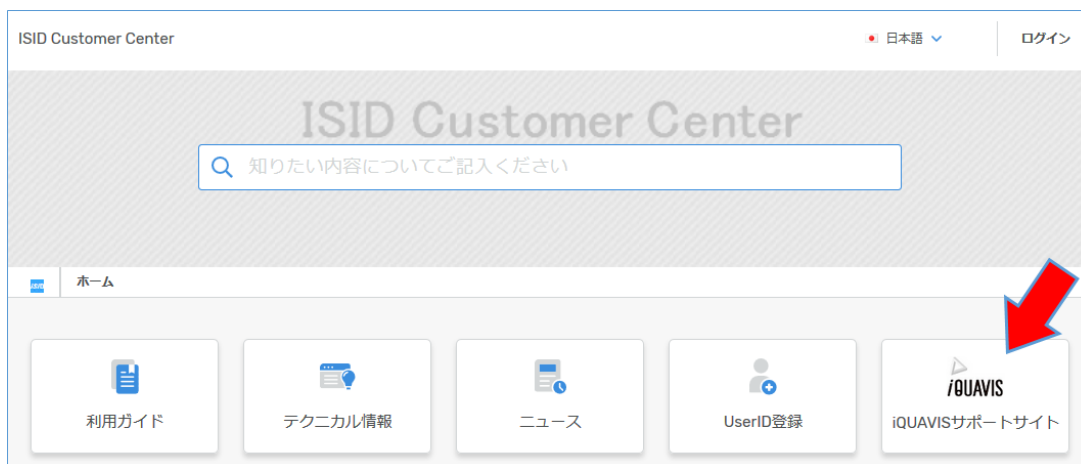 ISID Customer Center
日本語
ログイン
ISID Customer Center
知りたい内容についてご記入ください
ホーム
iQUAVIS
利用ガイド
テクニカル情報
ニュース
UserID登録
iQUAVISサポートサイト